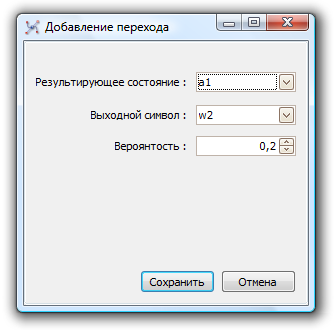 Добавление перехода
Результирующее состояние : a1
Выходной символ : w2
Вероятность : 0,2
Сохранить Отмена